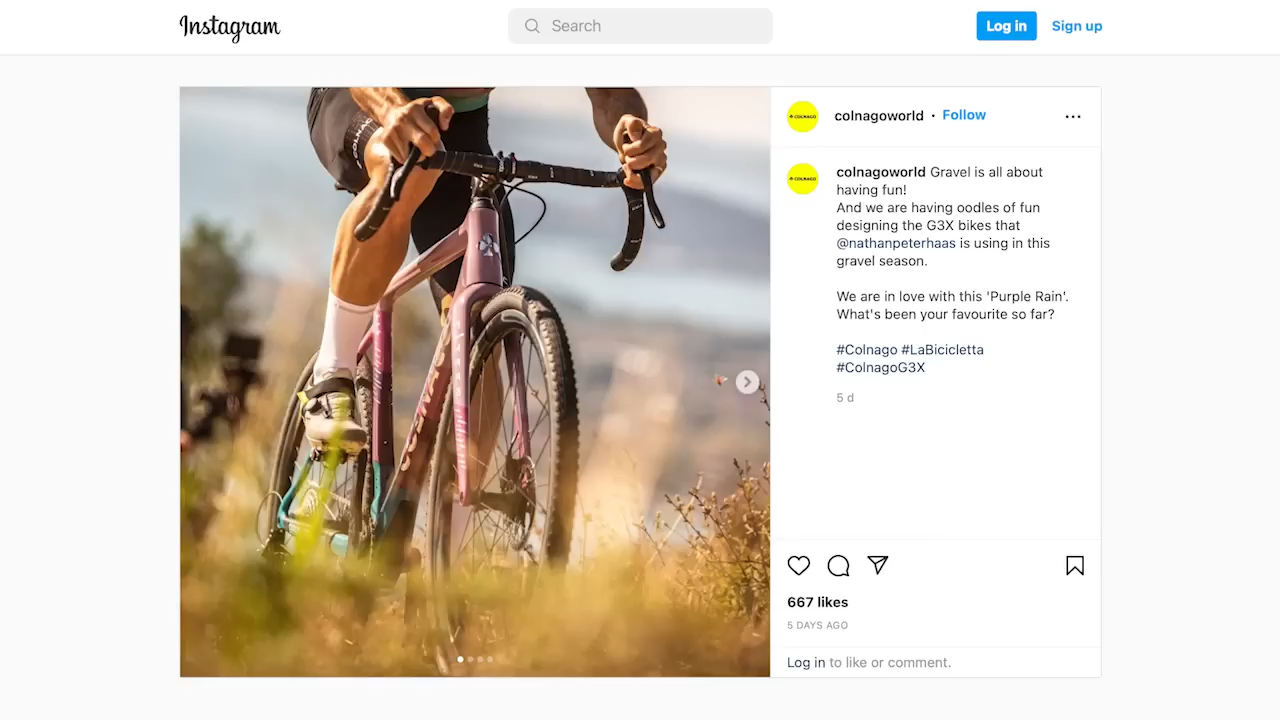 Instagram
Search
Log in
Sign up
COLNAGO
colnagoworld · Follow
COLNAGO
colnagoworld Gravel is all about
having fun!
And we are having oodles of fun
designing the G3X bikes that
@nathanpeterhaas is using in this
gravel season.
We are in love with this 'Purple Rain'.
What's been your favourite so far?
#Colnago #LaBicicletta
#ColnagoG3X
5 d
667 likes
5 DAYS AGO
Log in to like or comment.